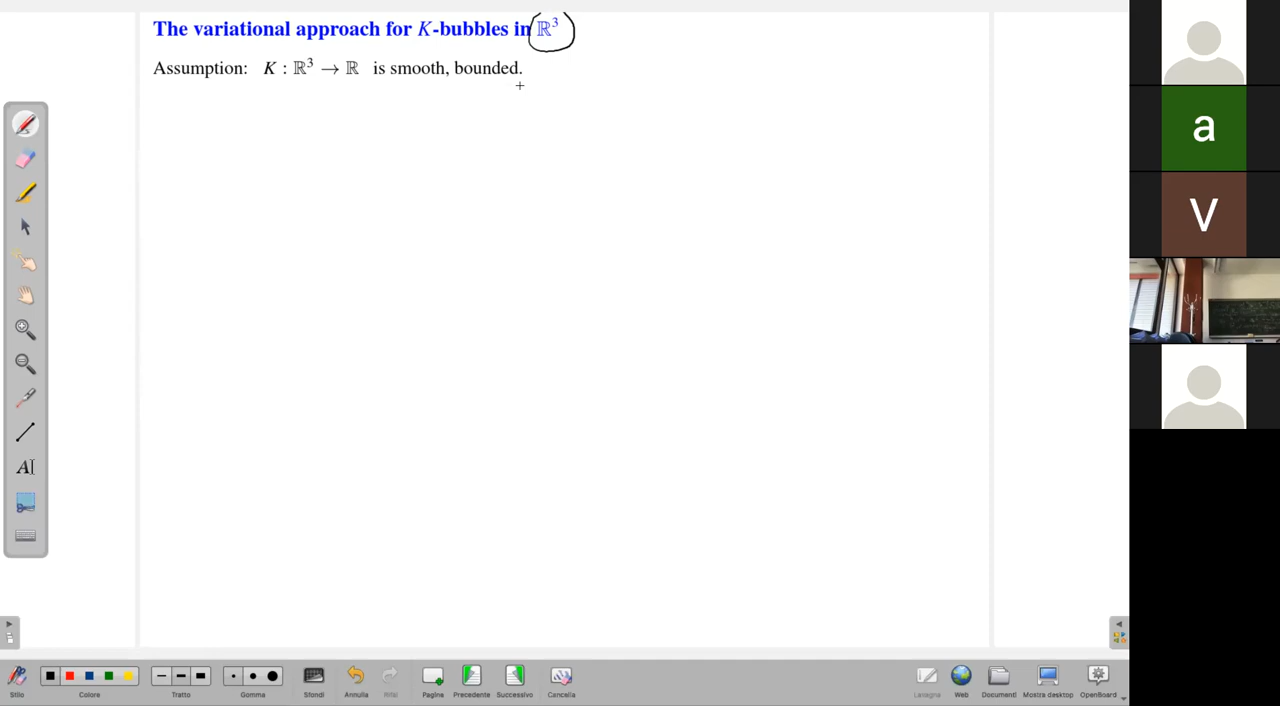 The variational approach for K-bubbles in ℝ³
Assumption: K : ℝ³ → ℝ is smooth, bounded.
a
V
A
Stilo
Colore
Tratto
Gomma
Sfondi
Annulla
Pagina
Precedente
Successivo
Cancella
Lavagna
Web
Documenti
Mostra desktop
OpenBoard